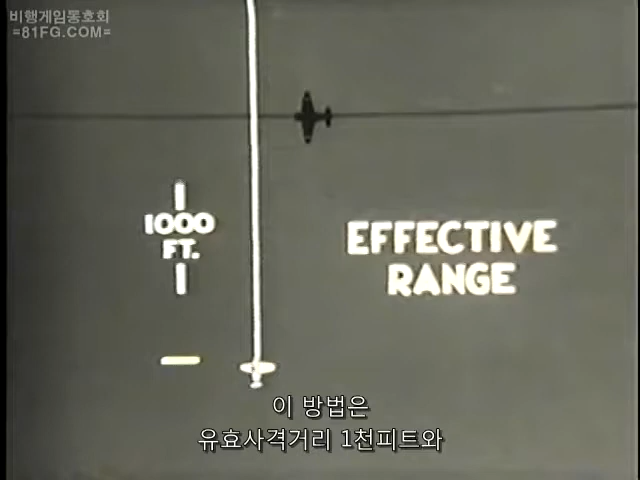 비행게임동호회
=81FG.COM=
1000
FT.
EFFECTIVE
RANGE
이 방법은
유효사격거리 1천피트와